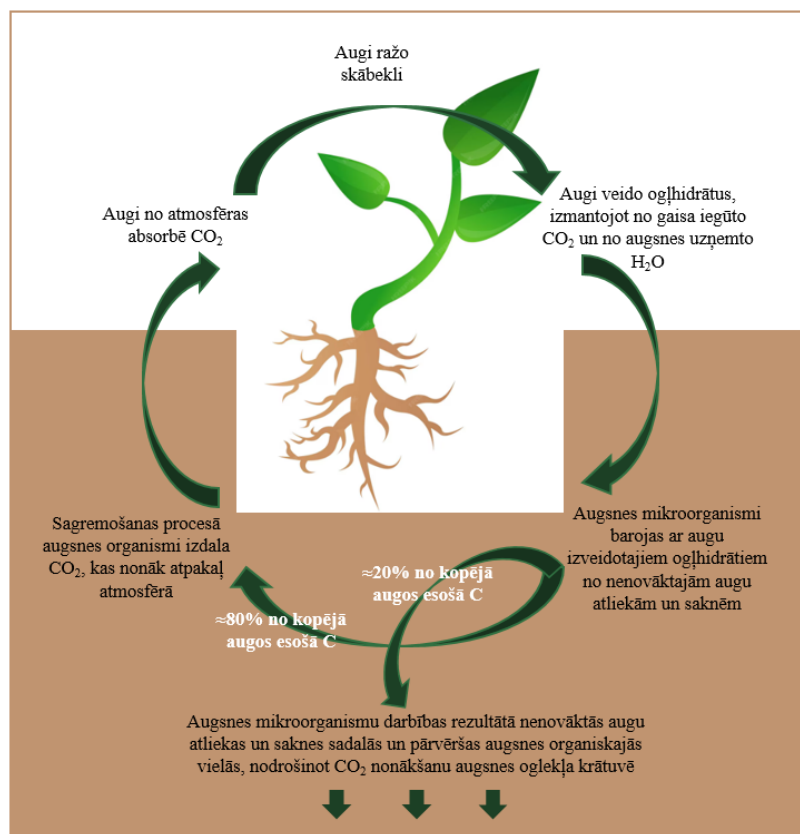 Augi ražo
skābekli
Augi no atmosfēras
absorbē CO₂
Augi veido ogļhidrātus,
izmantojot no gaisa iegūto
CO₂ un no augsnes uzņemto
H₂O
Augsnes mikroorganismi
barojas ar augu
izveidotajiem ogļhidrātiem
no nenovāktajām augu
atliekām un saknēm
Sagremošanas procesā
augsnes organismi izdala
CO₂, kas nonāk atpakaļ
atmosfērā
≈20% no kopējā
augos esošā C
≈80% no kopējā
augos esošā C
Augsnes mikroorganismu darbības rezultātā nenovāktās augu
atliekas un saknes sadalās un pārvēršas augsnes organiskajās
vielās, nodrošinot CO₂ nonākšanu augsnes oglekļa krātuvē